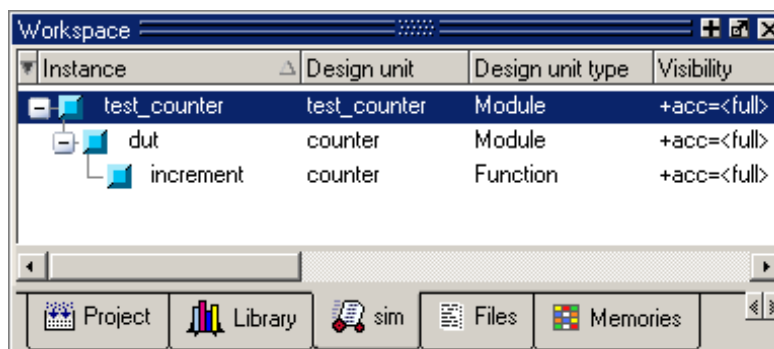 Workspace
Instance Design unit Design unit type Visibility
test_counter test_counter Module +acc=<full>
dut counter Module +acc=<full>
increment counter Function +acc=<full>
Project Library sim Files Memories